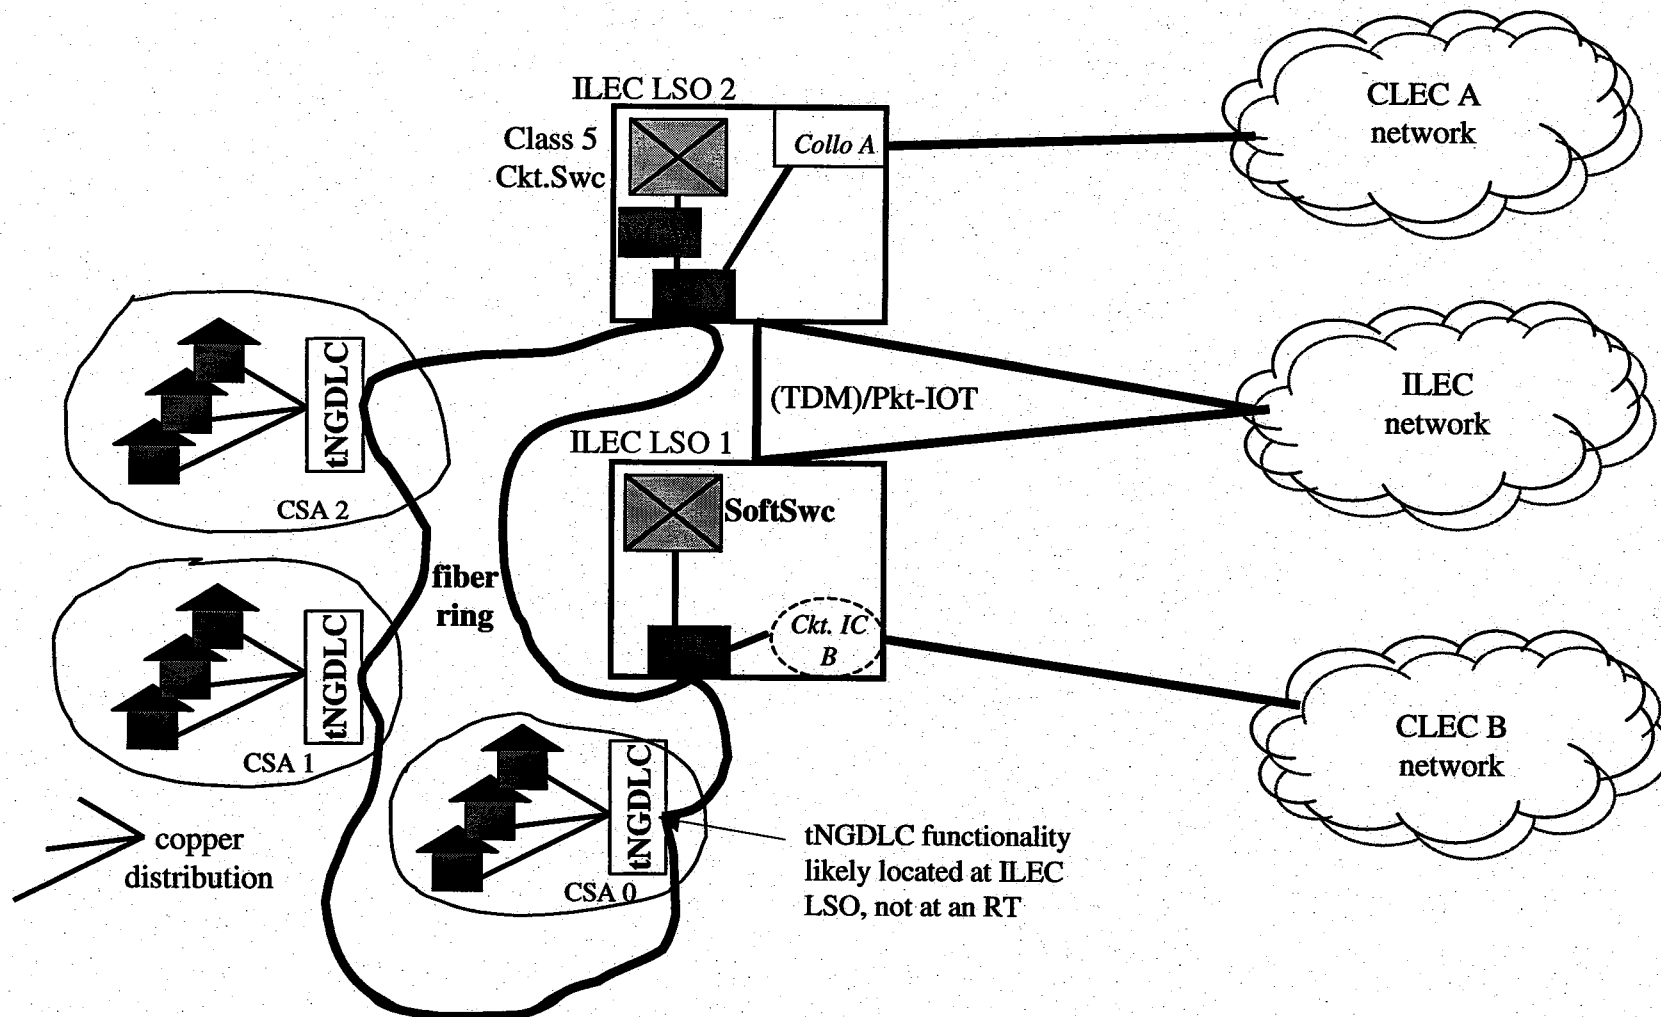 ILEC LSO 2
Class 5
Ckt.Swc
Collo A
CLEC A
network
tNGDLC
CSA 2
(TDM)/Pkt-IOT
ILEC
network
ILEC LSO 1
SoftSwc
fiber
ring
Ckt. IC
B
tNGDLC
CSA 1
CLEC B
network
tNGDLC
CSA 0
copper
distribution
tNGDLC functionality
likely located at ILEC
LSO, not at an RT